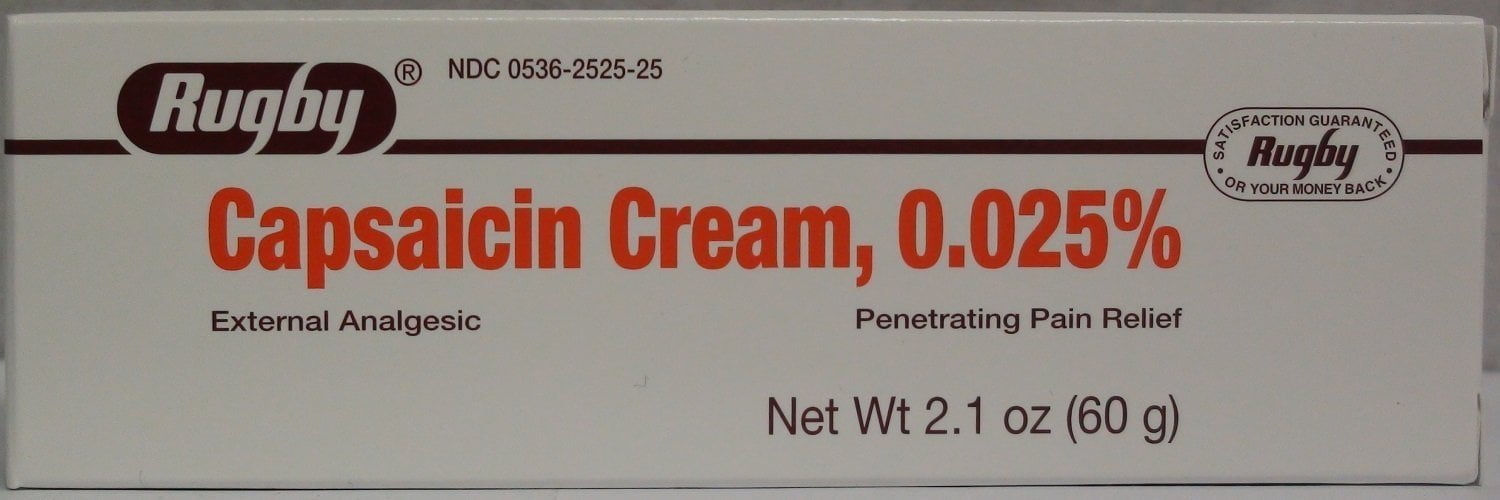 Rugby® NDC 0536-2525-25
SATISFACTION GUARANTEED
Rugby
• OR YOUR MONEY BACK •
Capsaicin Cream, 0.025%
External Analgesic Penetrating Pain Relief
Net Wt 2.1 oz (60 g)